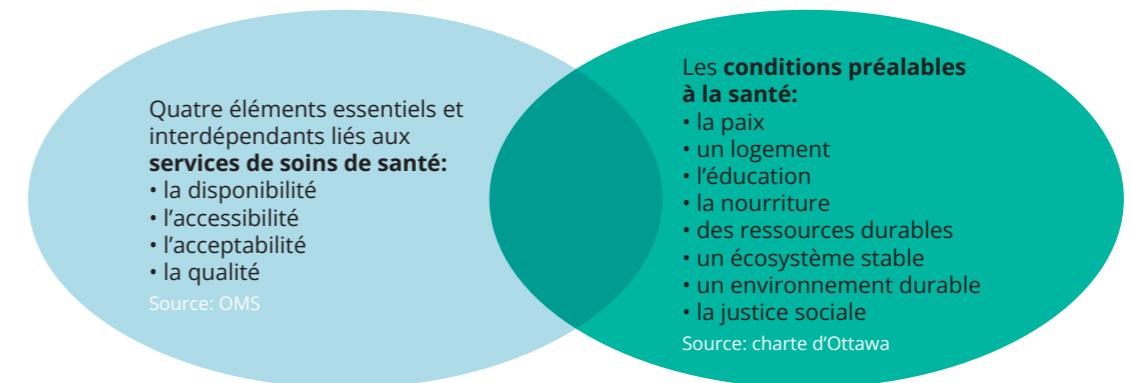 Quatre éléments essentiels et
interdépendants liés aux
services de soins de santé:
• la disponibilité
• l'accessibilité
• l'acceptabilité
• la qualité
Source: OMS
Les conditions préalables
à la santé:
• la paix
• un logement
• l'éducation
• la nourriture
• des ressources durables
• un écosystème stable
• un environnement durable
• la justice sociale
Source: charte d'Ottawa